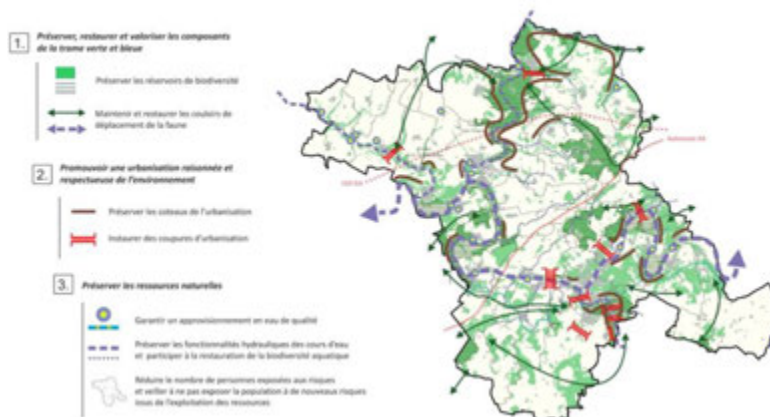 1. Préserver, restaurer et valoriser les composants
de la trame verte et bleue
Préserver les réservoirs de biodiversité
Maintenir et restaurer les couloirs de
déplacement de la faune
2. Promouvoir une urbanisation raisonnée et
respectueuse de l'environnement
Préserver les coteaux de l'urbanisation
Instaurer des coupures d'urbanisation
3. Préserver les ressources naturelles
Garantir un approvisionnement en eau de qualité
Préserver les fonctionnalités hydrauliques des cours d'eau
et participer à la restauration de la biodiversité aquatique
Réduire le nombre de personnes exposées aux risques
et veiller à ne pas exposer la population à de nouveaux risques
issus de l'exploitation des ressources